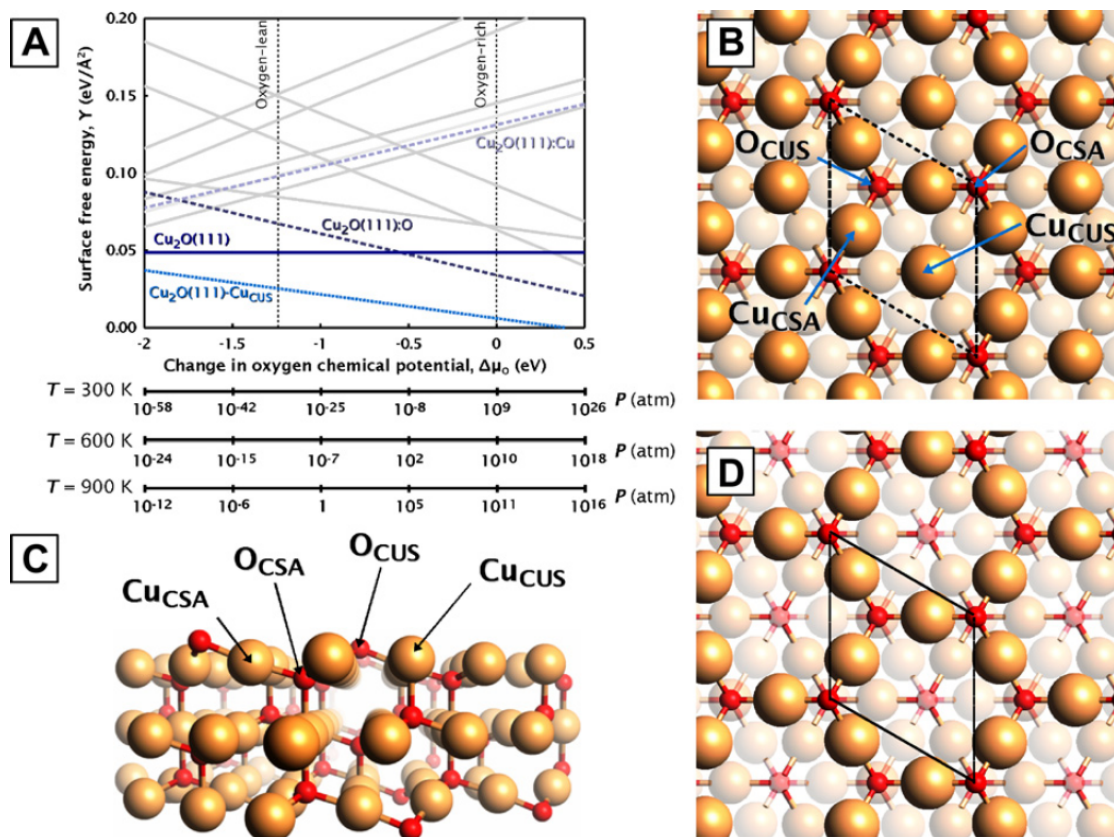 A
Surface free energy, Υ (eV/Å²)
0.20
0.15
0.10
0.05
0.00
Oxygen–lean
Oxygen–rich
Cu₂O(111):Cu
Cu₂O(111):O
Cu₂O(111)
Cu₂O(111)-Cu_CUS
-2 -1.5 -1 -0.5 0 0.5
Change in oxygen chemical potential, Δμ₀ (eV)
T = 300 K P (atm)
10⁻⁵⁸ 10⁻⁴² 10⁻²⁵ 10⁻⁸ 10⁹ 10²⁶
T = 600 K P (atm)
10⁻²⁴ 10⁻¹⁵ 10⁻⁷ 10² 10¹⁰ 10¹⁸
T = 900 K P (atm)
10⁻¹² 10⁻⁶ 1 10⁵ 10¹¹ 10¹⁶
B
O_CUS
O_CSA
Cu_CUS
Cu_CSA
C
Cu_CSA
O_CSA
O_CUS
Cu_CUS
D